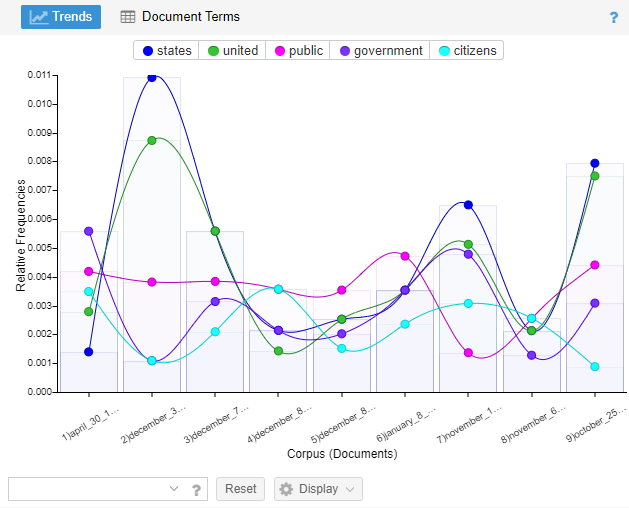 Trends Document Terms ?
states united public government citizens
0.011
0.010
0.009
0.008
0.007
0.006
0.005
0.004
0.003
0.002
0.001
0.000
Relative Frequencies
1)april_30_1... 2)december_3... 3)december_7... 4)december_8... 5)december_8... 6)january_8_... 7)november_1... 8)november_6... 9)october_25...
Corpus (Documents)
? Reset Display